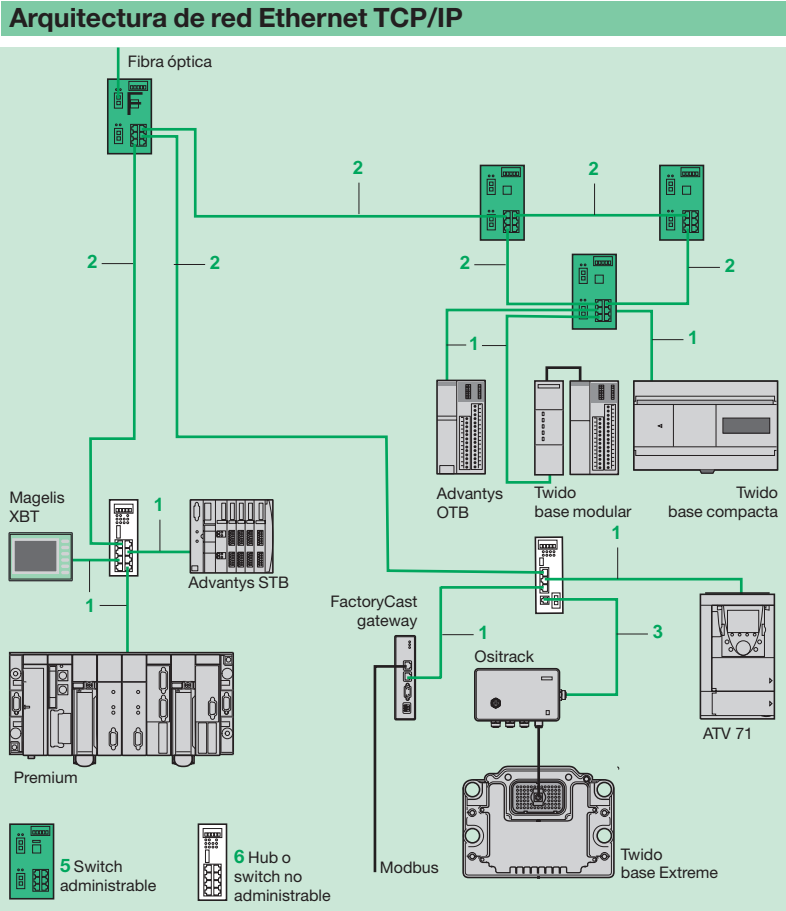 Arquitectura de red Ethernet TCP/IP
Fibra óptica
2
2
2
2
2
2
1
1
Advantys
OTB
Twido
base modular
Twido
base compacta
Magelis
XBT
1
Advantys STB
1
1
FactoryCast
gateway
1
Ositrack
3
ATV 71
Premium
Modbus
Twido
base Extreme
5 Switch
administrable
6 Hub o
switch no
administrable